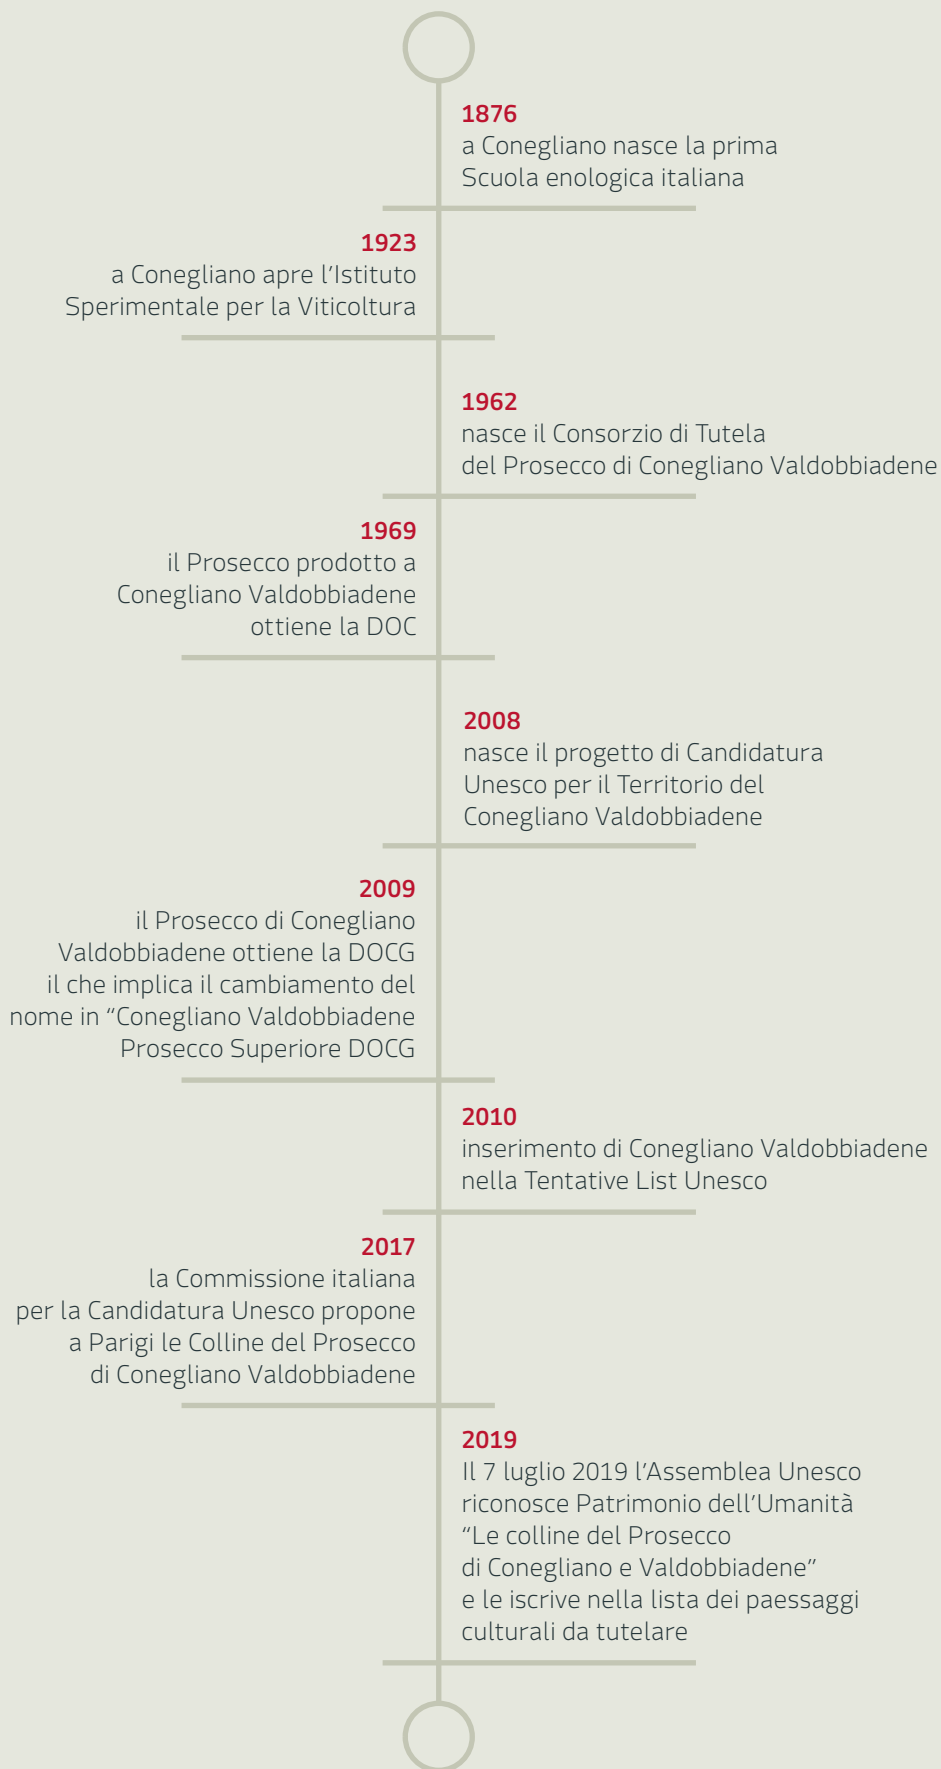 1876
a Conegliano nasce la prima
Scuola enologica italiana
1923
a Conegliano apre l'Istituto
Sperimentale per la Viticoltura
1962
nasce il Consorzio di Tutela
del Prosecco di Conegliano Valdobbiadene
1969
il Prosecco prodotto a
Conegliano Valdobbiadene
ottiene la DOC
2008
nasce il progetto di Candidatura
Unesco per il Territorio del
Conegliano Valdobbiadene
2009
il Prosecco di Conegliano
Valdobbiadene ottiene la DOCG
il che implica il cambiamento del
nome in “Conegliano Valdobbiadene
Prosecco Superiore DOCG
2010
inserimento di Conegliano Valdobbiadene
nella Tentative List Unesco
2017
la Commissione italiana
per la Candidatura Unesco propone
a Parigi le Colline del Prosecco
di Conegliano Valdobbiadene
2019
Il 7 luglio 2019 l'Assemblea Unesco
riconosce Patrimonio dell'Umanità
“Le colline del Prosecco
di Conegliano e Valdobbiadene”
e le iscrive nella lista dei paessaggi
culturali da tutelare